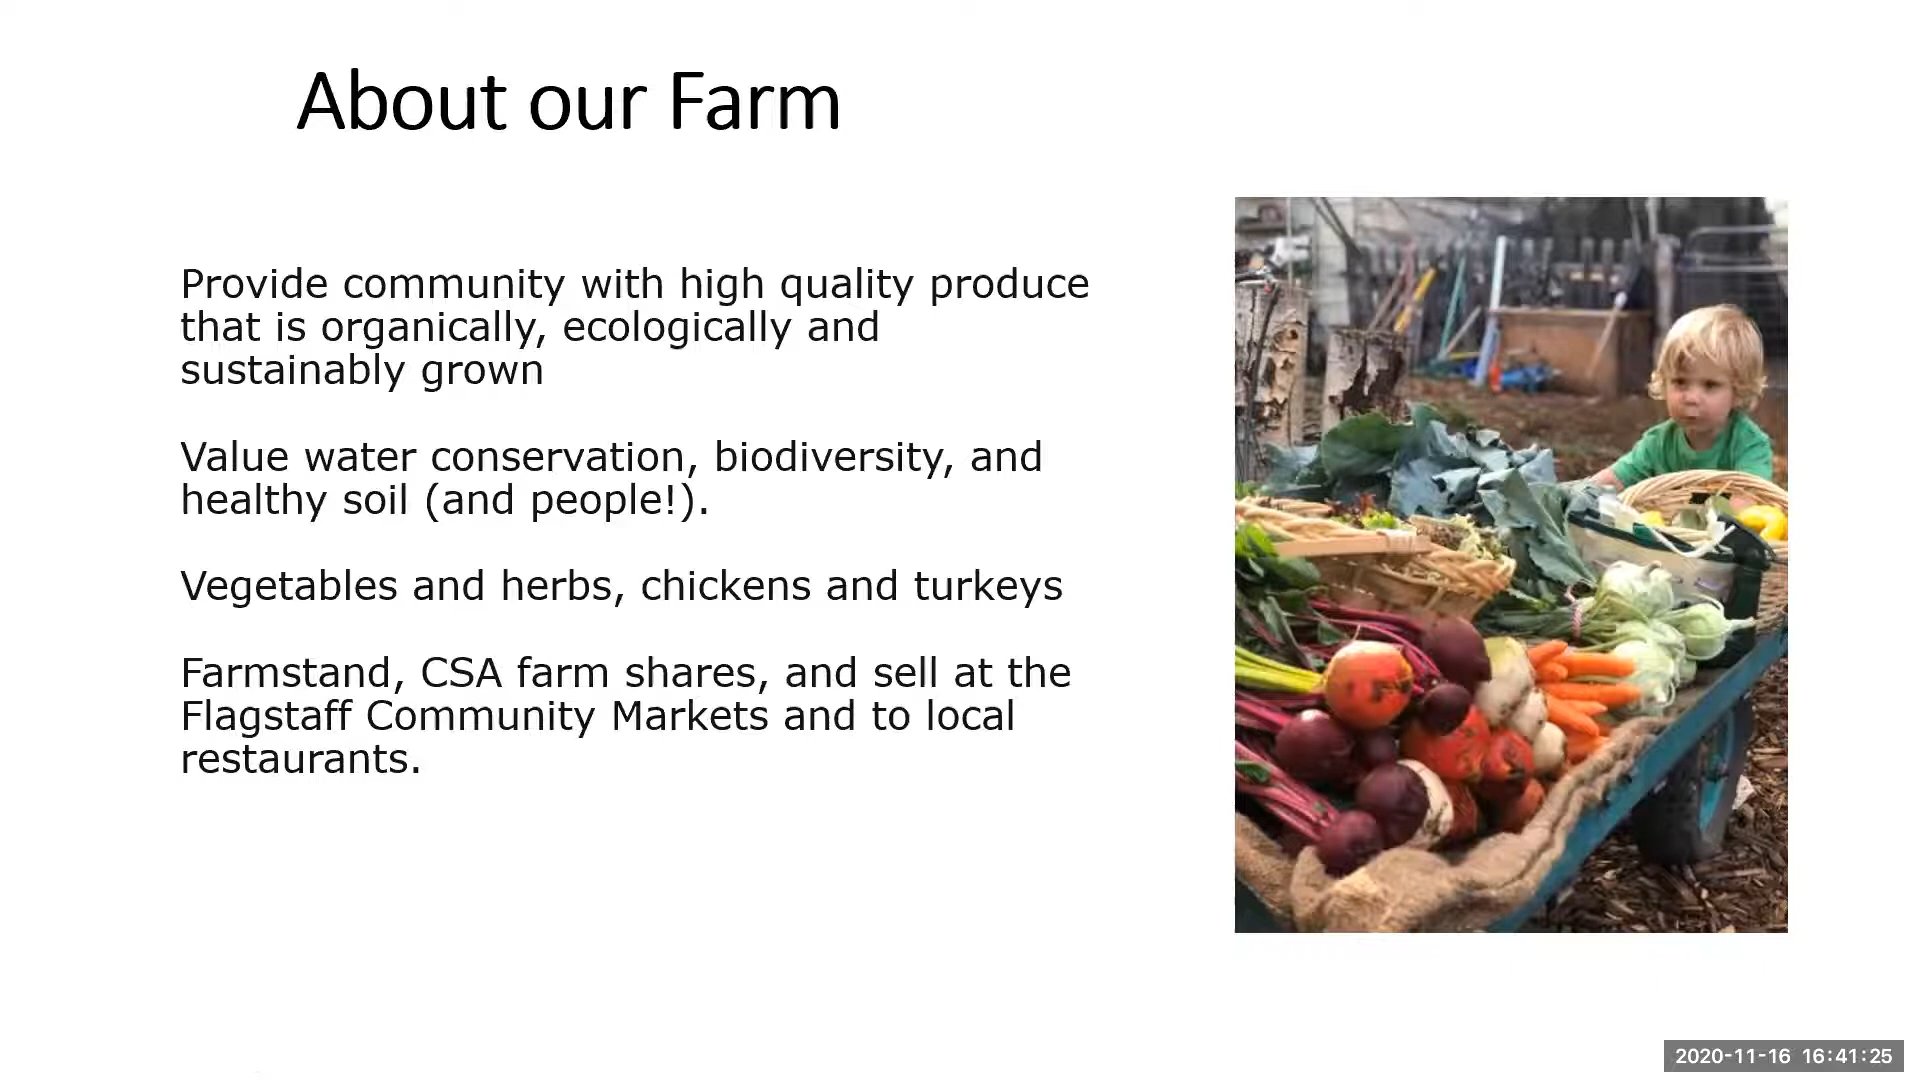 About our Farm
Provide community with high quality produce
that is organically, ecologically and
sustainably grown
Value water conservation, biodiversity, and
healthy soil (and people!).
Vegetables and herbs, chickens and turkeys
Farmstand, CSA farm shares, and sell at the
Flagstaff Community Markets and to local
restaurants.
2020-11-16 16:41:25